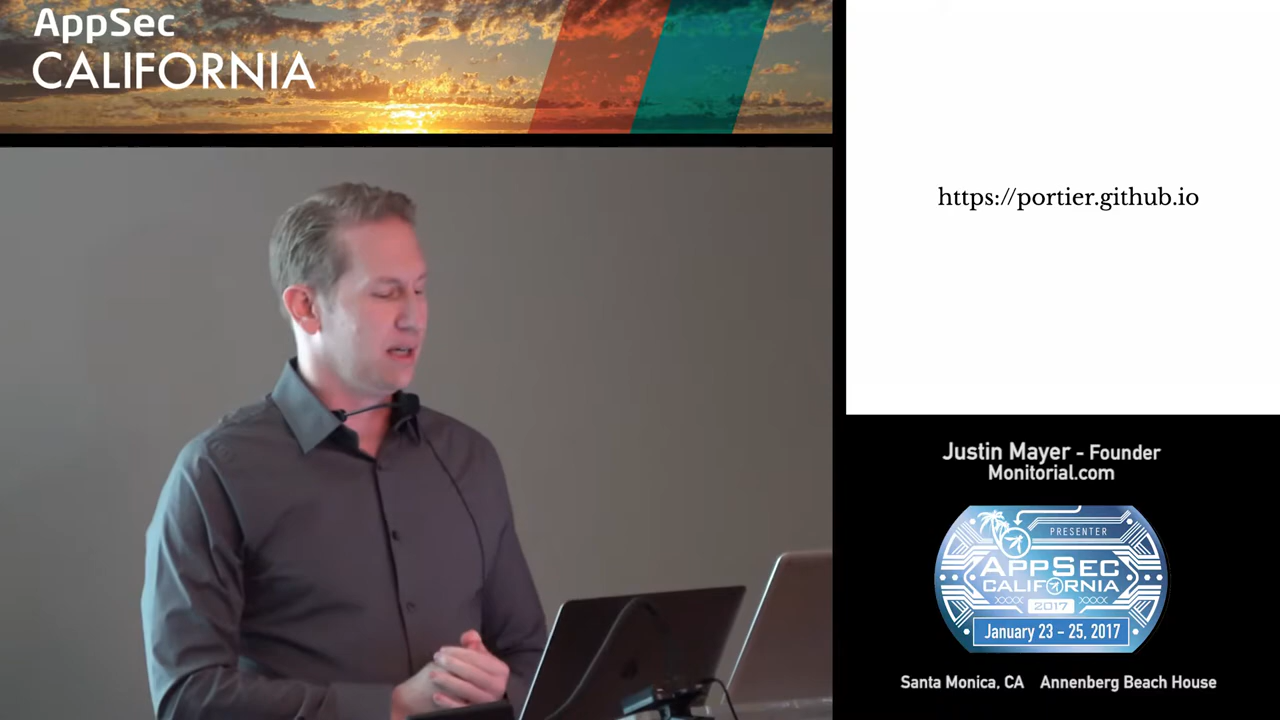 AppSec
CALIFORNIA
https://portier.github.io
Justin Mayer - Founder
Monitorial.com
PRESENTER
APPSEC
CALIFORNIA
2017
January 23 - 25, 2017
Santa Monica, CA Annenberg Beach House